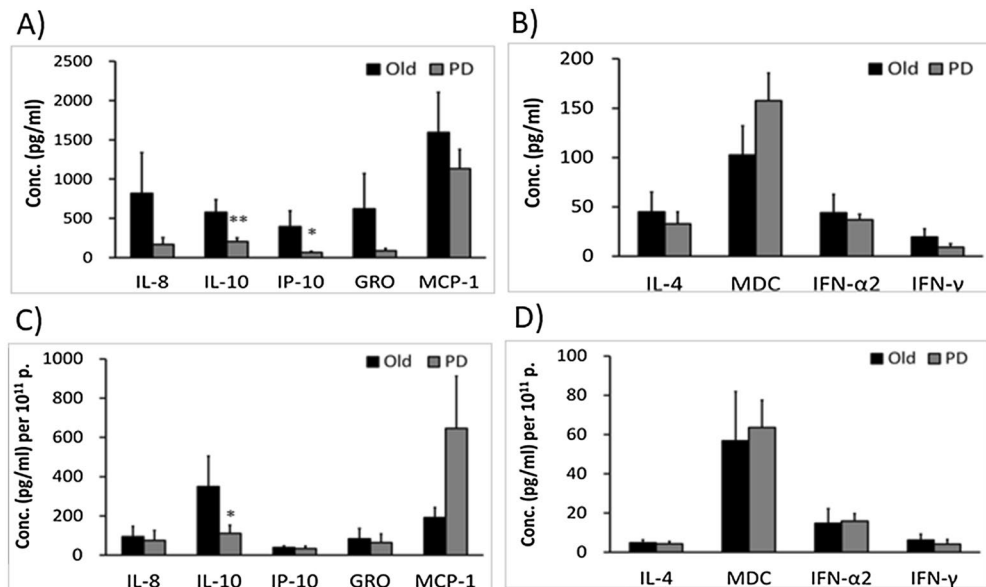 A)
Conc. (pg/ml)
2500
2000
1500
1000
500
0
Old PD
**
*
IL-8 IL-10 IP-10 GRO MCP-1
B)
Conc. (pg/ml)
200
150
100
50
0
Old PD
IL-4 MDC IFN-α2 IFN-γ
C)
Conc. (pg/ml) per 10¹¹ p.
1000
800
600
400
200
0
Old PD
*
IL-8 IL-10 IP-10 GRO MCP-1
D)
Conc. (pg/ml) per 10¹¹ p.
100
80
60
40
20
0
Old PD
IL-4 MDC IFN-α2 IFN-γ